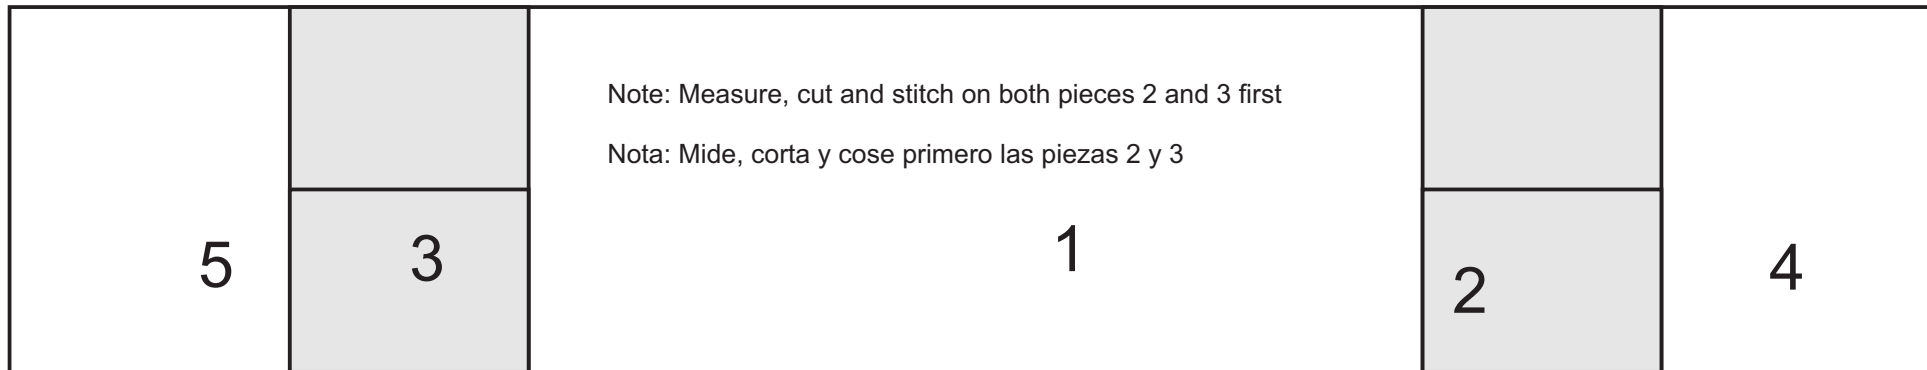 Note: Measure, cut and stitch on both pieces 2 and 3 first
Nota: Mide, corta y cose primero las piezas 2 y 3
5
3
1
2
4